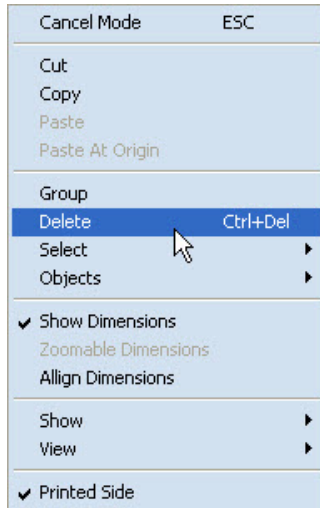 Cancel Mode ESC
Cut
Copy
Paste
Paste At Origin
Group
Delete Ctrl+Del
Select
Objects
Show Dimensions
Zoomable Dimensions
Allign Dimensions
Show
View
Printed Side